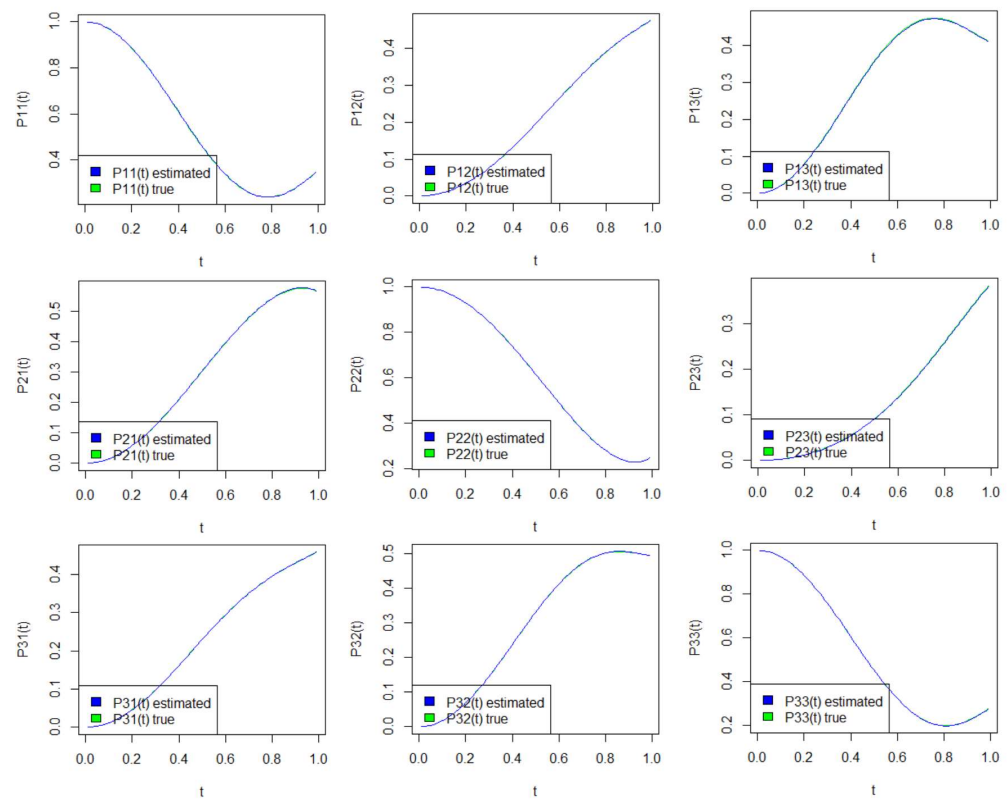 P11(t)
1.0
0.8
0.6
0.4
P11(t) estimated
P11(t) true
0.0 0.2 0.4 0.6 0.8 1.0
t
P12(t)
0.4
0.3
0.2
0.1
0.0
P12(t) estimated
P12(t) true
0.0 0.2 0.4 0.6 0.8 1.0
t
P13(t)
0.4
0.3
0.2
0.1
0.0
P13(t) estimated
P13(t) true
0.0 0.2 0.4 0.6 0.8 1.0
t
P21(t)
0.5
0.4
0.3
0.2
0.1
0.0
P21(t) estimated
P21(t) true
0.0 0.2 0.4 0.6 0.8 1.0
t
P22(t)
1.0
0.8
0.6
0.4
0.2
P22(t) estimated
P22(t) true
0.0 0.2 0.4 0.6 0.8 1.0
t
P23(t)
0.3
0.2
0.1
0.0
P23(t) estimated
P23(t) true
0.0 0.2 0.4 0.6 0.8 1.0
t
P31(t)
0.4
0.3
0.2
0.1
0.0
P31(t) estimated
P31(t) true
0.0 0.2 0.4 0.6 0.8 1.0
t
P32(t)
0.5
0.4
0.3
0.2
0.1
0.0
P32(t) estimated
P32(t) true
0.0 0.2 0.4 0.6 0.8 1.0
t
P33(t)
1.0
0.8
0.6
0.4
0.2
P33(t) estimated
P33(t) true
0.0 0.2 0.4 0.6 0.8 1.0
t